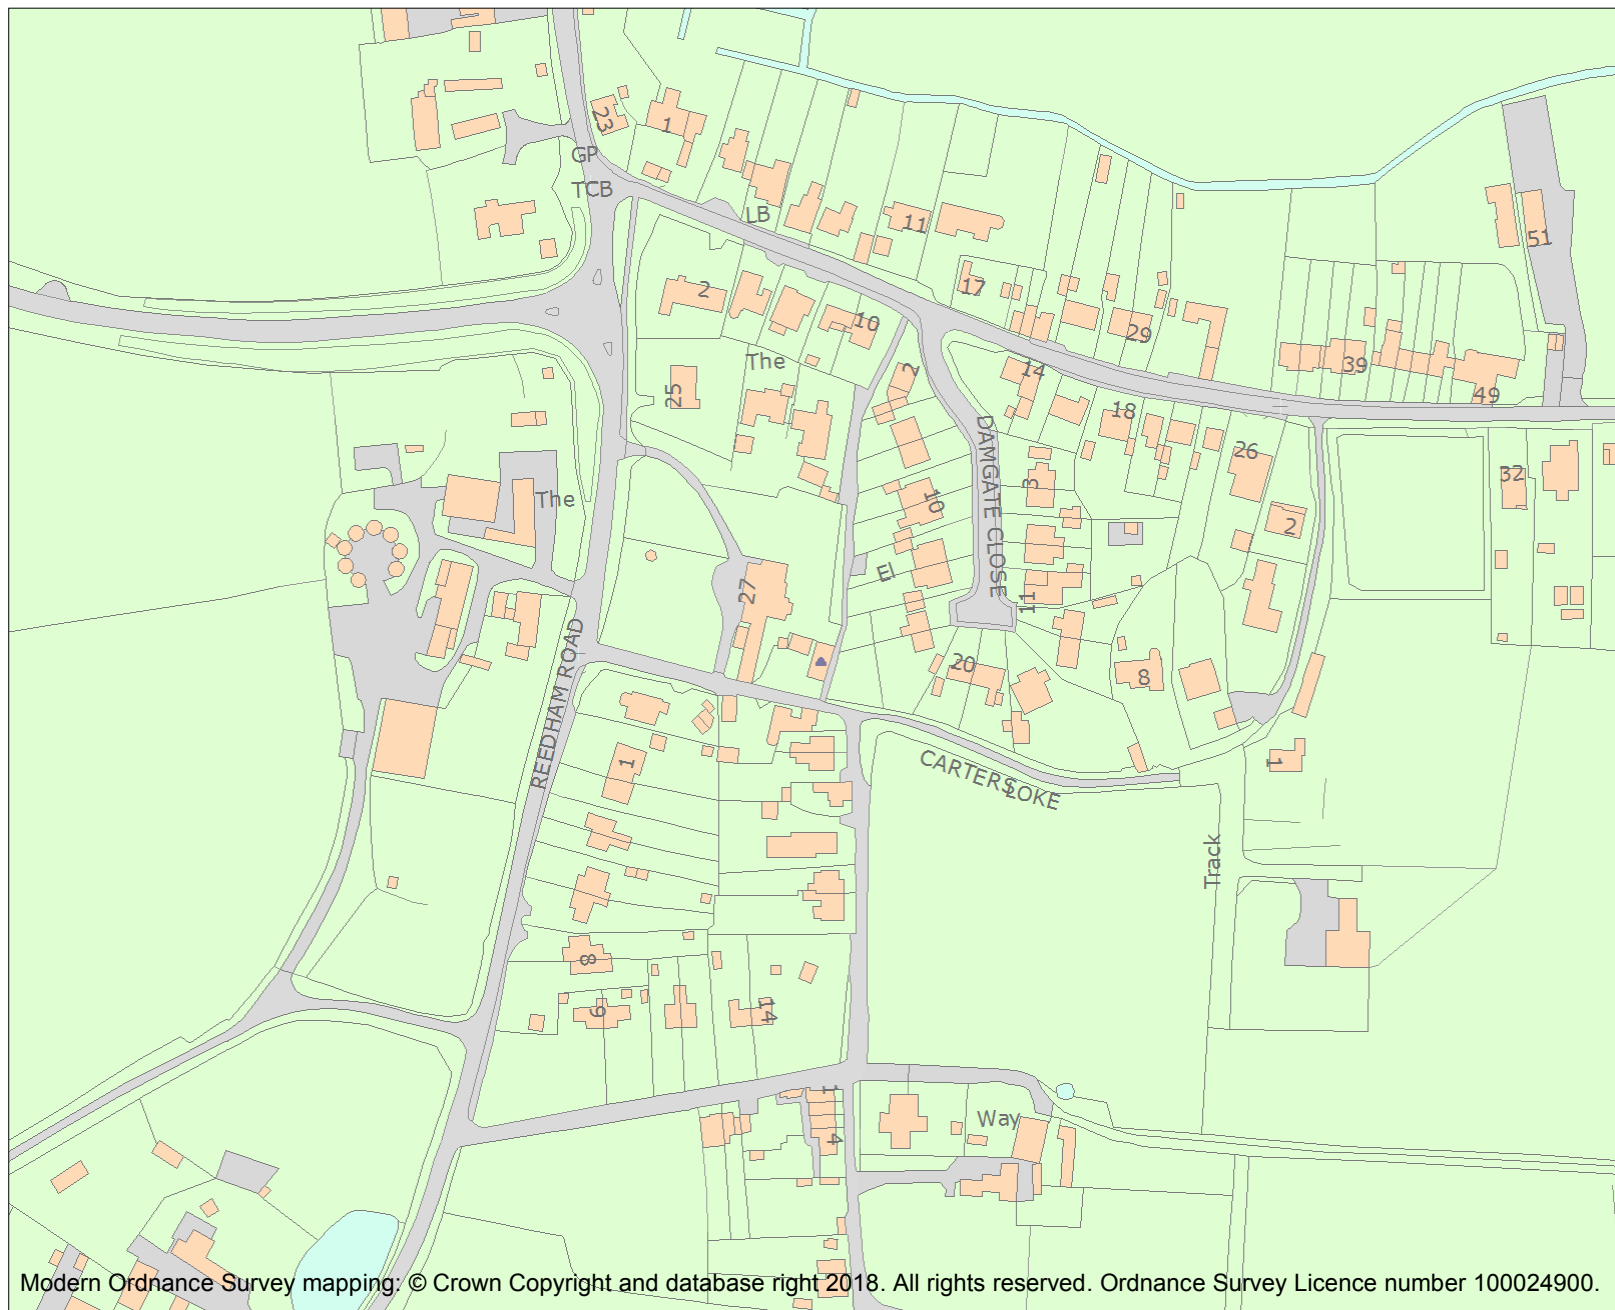 23
1
GP
TCB
LB
11
51
17
2
10
The
29
39
49
25
2
14
18
DAMGATE CLOSE
26
32
3
The
10
2
El
27
11
REEDHAM ROAD
20
8
1
CARTERS LOKE
1
Track
8
9
14
1
Way
4
Modern Ordnance Survey mapping: © Crown Copyright and database right 2018. All rights reserved. Ordnance Survey Licence number 100024900.